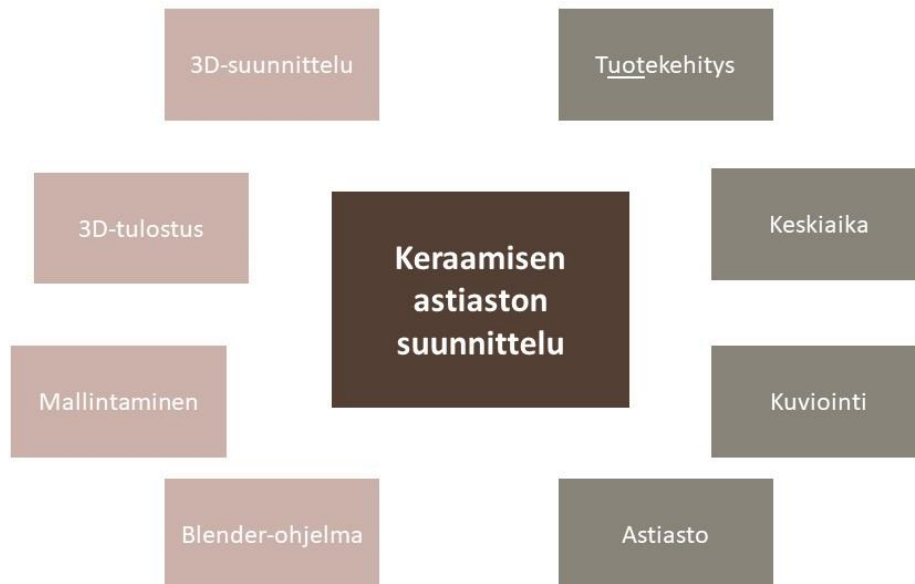 3D-suunnittelu
Tuotekehitys
3D-tulostus
Keskiaika
Keraamisen
astiaston
suunnittelu
Mallintaminen
Kuviointi
Blender-ohjelma
Astiasto